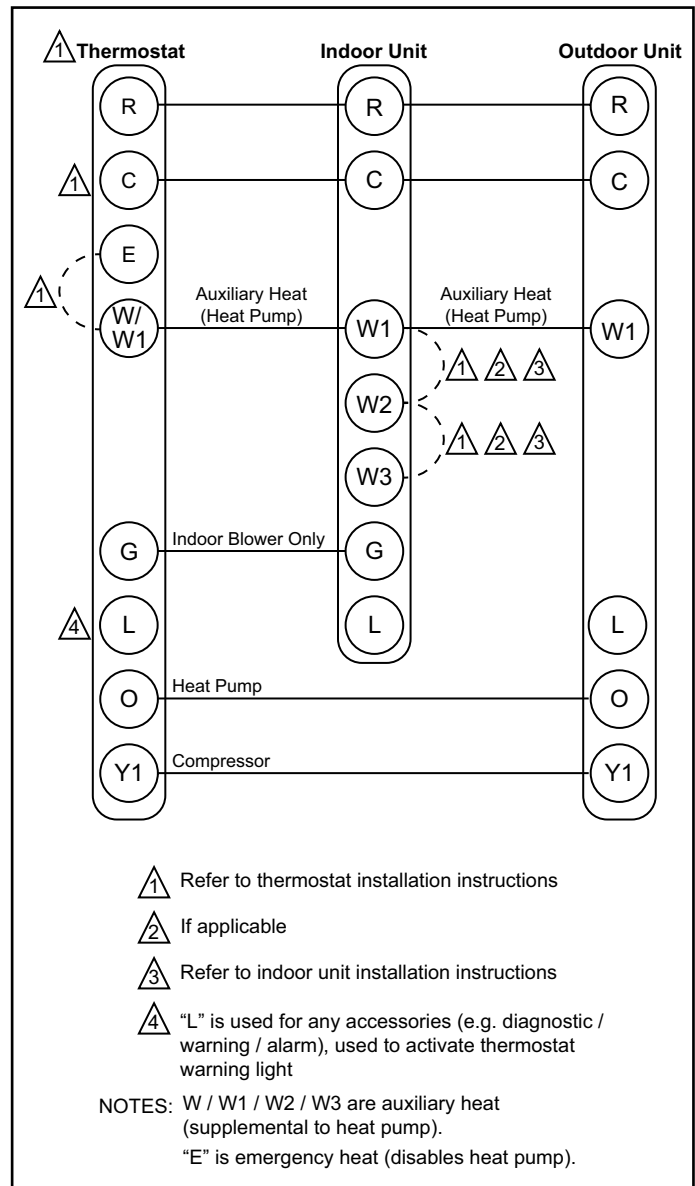 1 Thermostat Indoor Unit Outdoor Unit
R R R
1 C C C
E
1
Auxiliary Heat Auxiliary Heat
(Heat Pump) (Heat Pump)
W/
W1 W1 W1
1 2 3
W2
1 2 3
W3
G Indoor Blower Only G
4 L L L
O Heat Pump O
Y1 Compressor Y1
1 Refer to thermostat installation instructions
2 If applicable
3 Refer to indoor unit installation instructions
4 “L” is used for any accessories (e.g. diagnostic /
warning / alarm), used to activate thermostat
warning light
NOTES: W / W1 / W2 / W3 are auxiliary heat
(supplemental to heat pump).
“E” is emergency heat (disables heat pump).